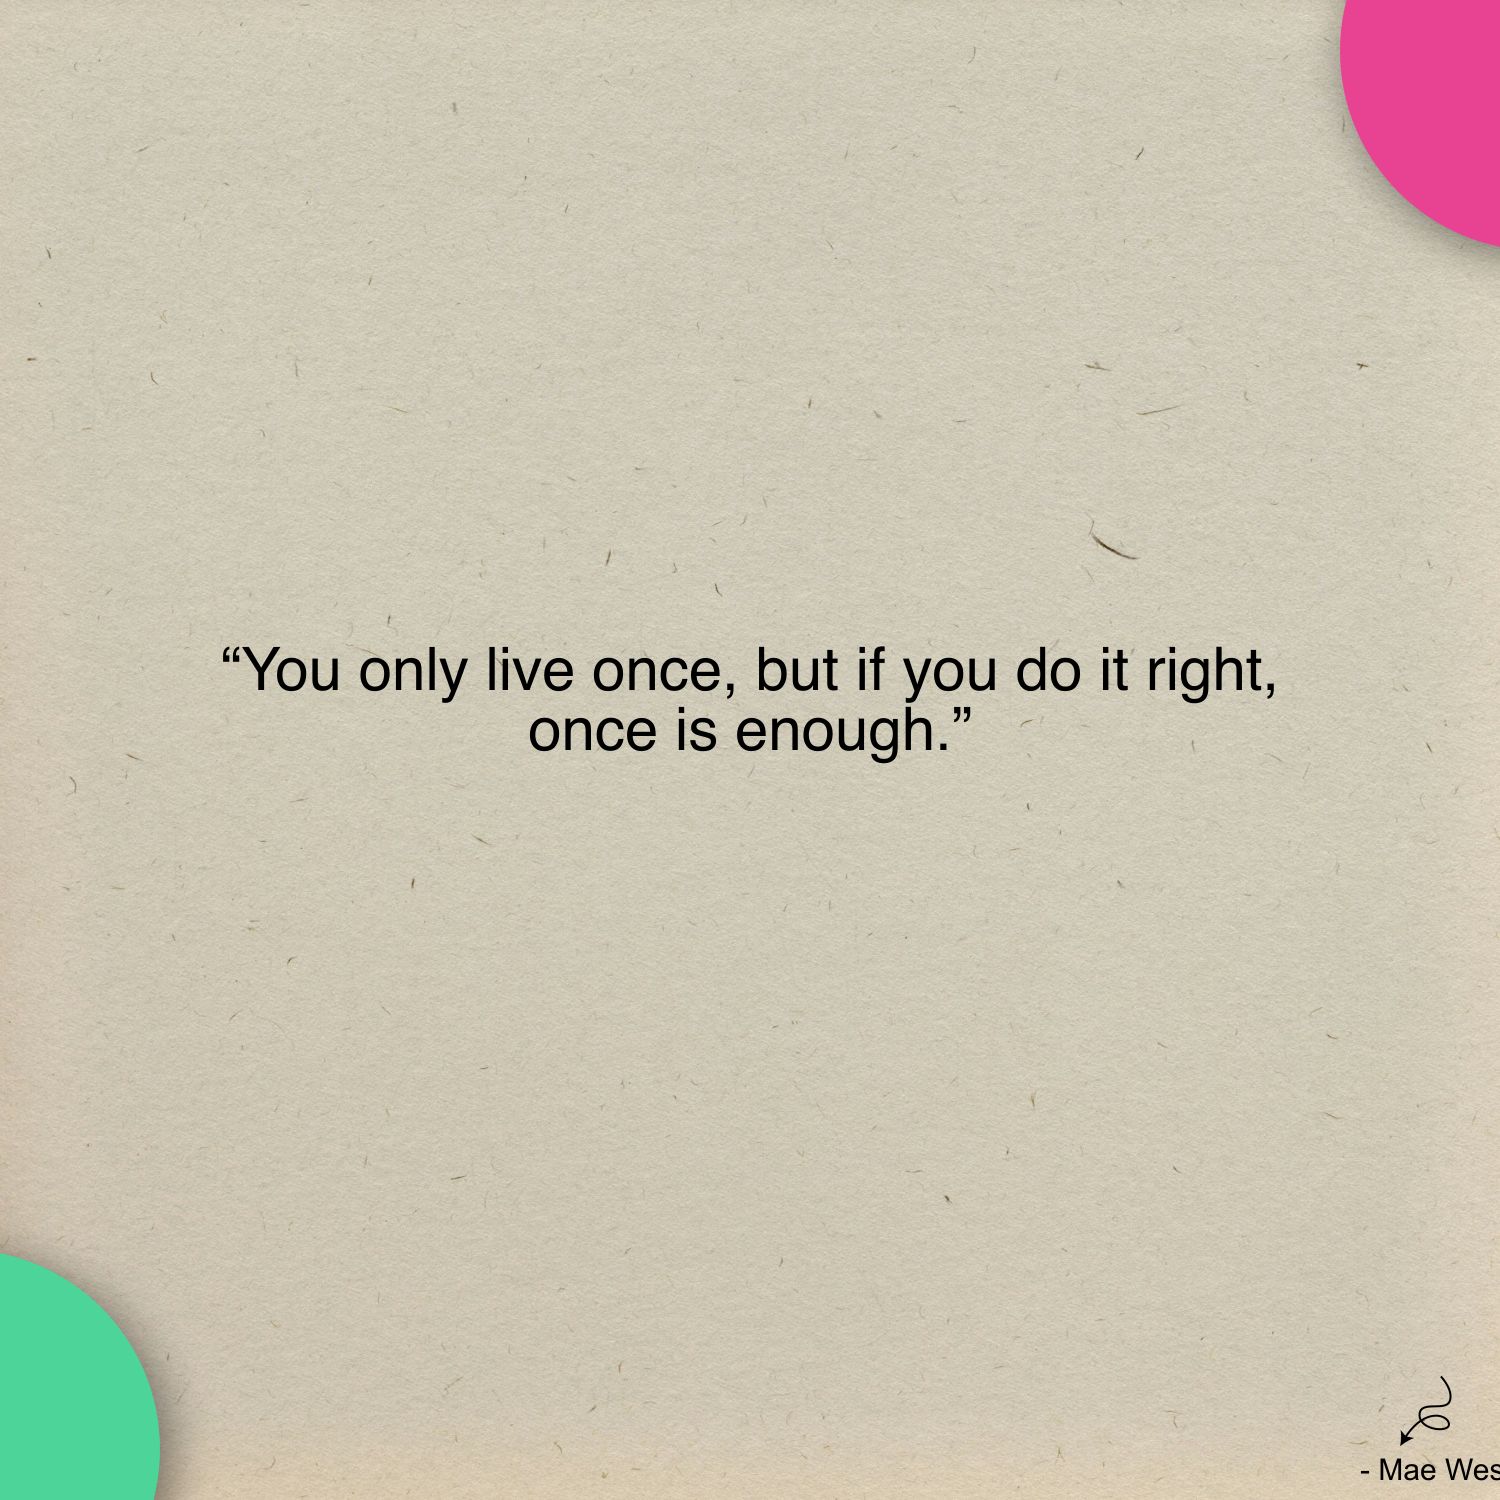 “You only live once, but if you do it right,
once is enough.”
- Mae Wes